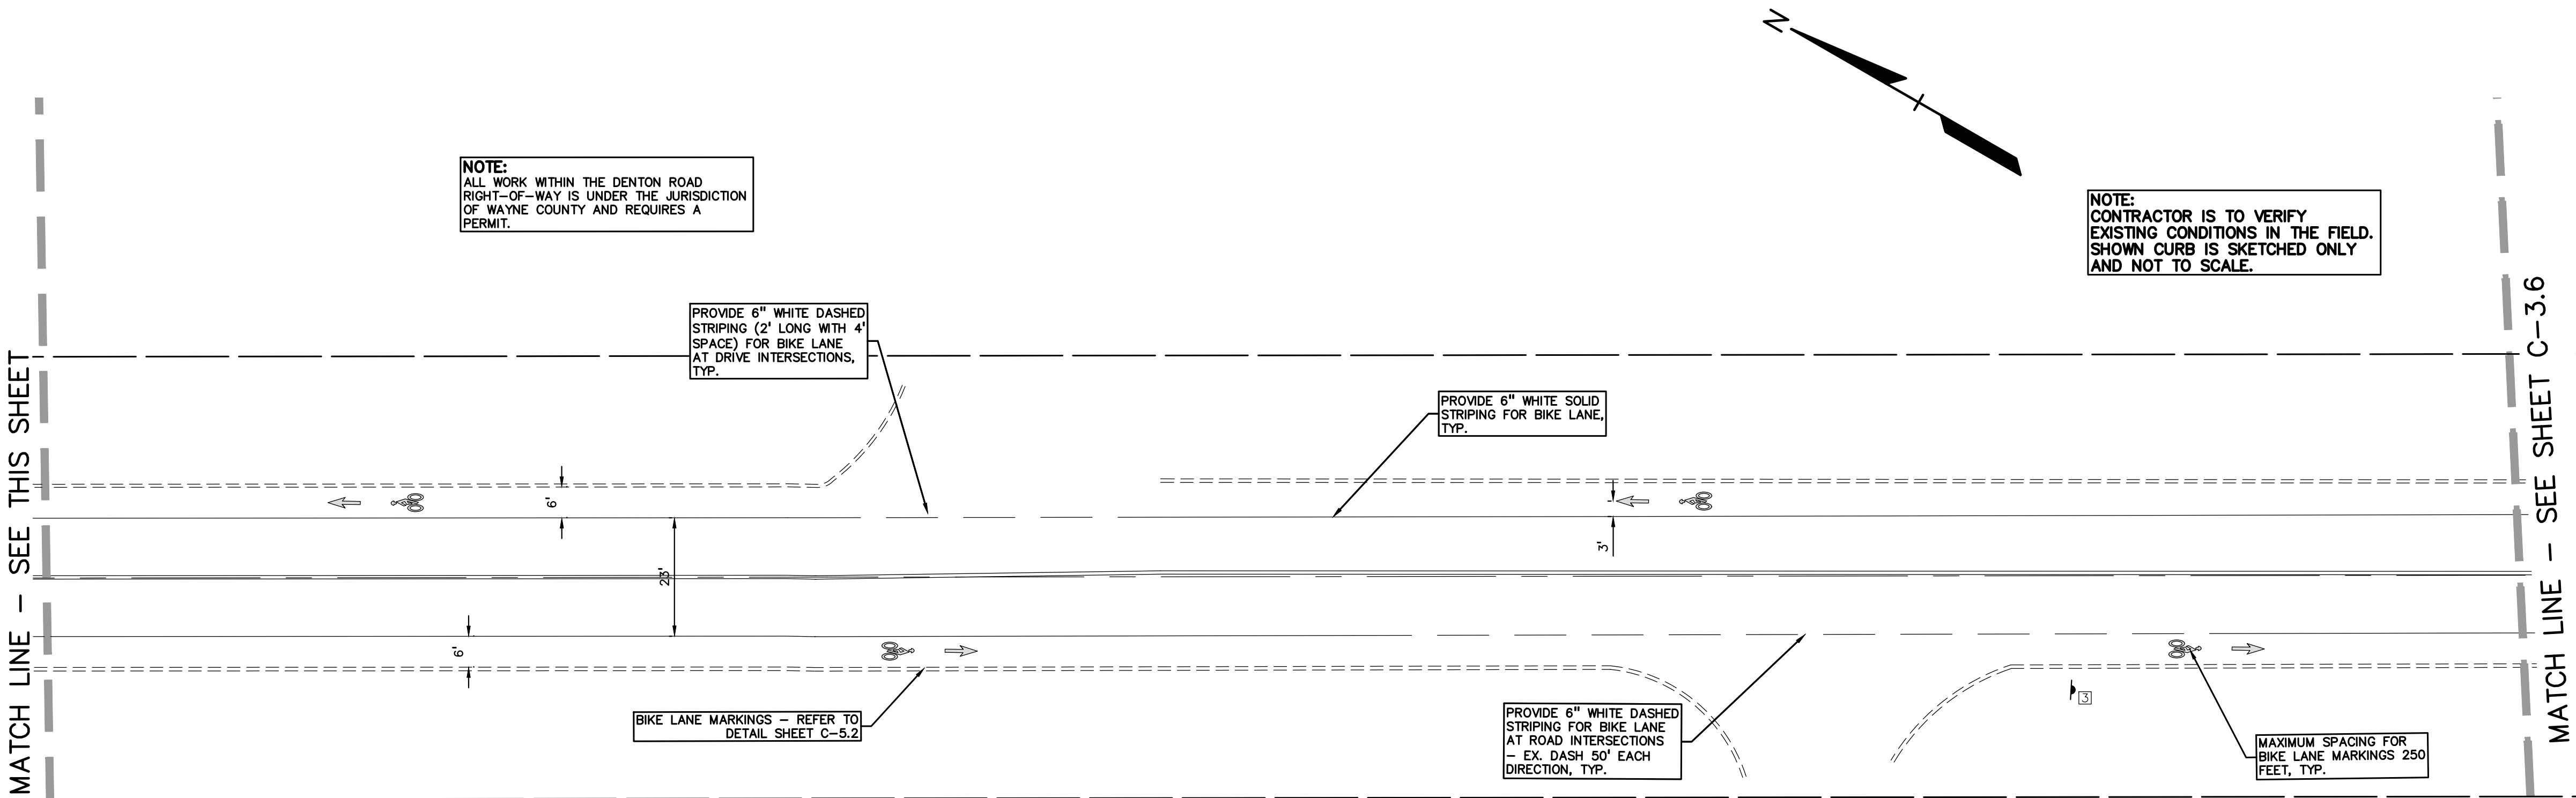 N
NOTE:
ALL WORK WITHIN THE DENTON ROAD
RIGHT-OF-WAY IS UNDER THE JURISDICTION
OF WAYNE COUNTY AND REQUIRES A
PERMIT.
NOTE:
CONTRACTOR IS TO VERIFY
EXISTING CONDITIONS IN THE FIELD.
SHOWN CURB IS SKETCHED ONLY
AND NOT TO SCALE.
PROVIDE 6" WHITE DASHED
STRIPING (2' LONG WITH 4'
SPACE) FOR BIKE LANE
AT DRIVE INTERSECTIONS,
TYP.
PROVIDE 6" WHITE SOLID
STRIPING FOR BIKE LANE,
TYP.
MATCH LINE - SEE THIS SHEET
MATCH LINE - SEE SHEET C-3.6
6'
3'
23'
6'
3
BIKE LANE MARKINGS - REFER TO
DETAIL SHEET C-5.2
PROVIDE 6" WHITE DASHED
STRIPING FOR BIKE LANE
AT ROAD INTERSECTIONS
- EX. DASH 50' EACH
DIRECTION, TYP.
MAXIMUM SPACING FOR
BIKE LANE MARKINGS 250
FEET, TYP.